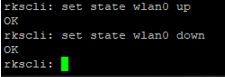 rkscli: set state wlan0 up
OK
rkscli: set state wlan0 down
OK
rkscli: